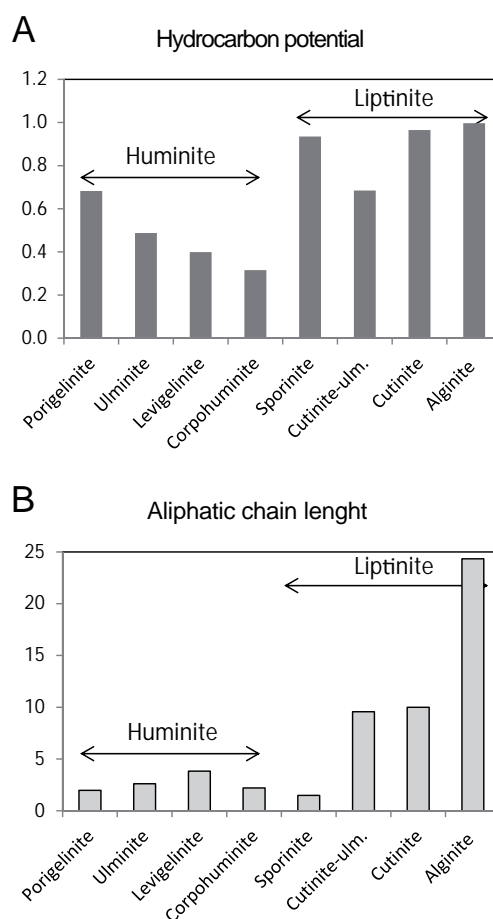 A
Hydrocarbon potential
1.2
1.0
0.8
0.6
0.4
0.2
0.0
Liptinite
Huminite
Porigelinite
Ulminite
Levigelinite
Corpohuminite
Sporinite
Cutinite-ulm.
Cutinite
Alginite
B
Aliphatic chain lenght
25
20
15
10
5
0
Liptinite
Huminite
Porigelinite
Ulminite
Levigelinite
Corpohuminite
Sporinite
Cutinite-ulm.
Cutinite
Alginite